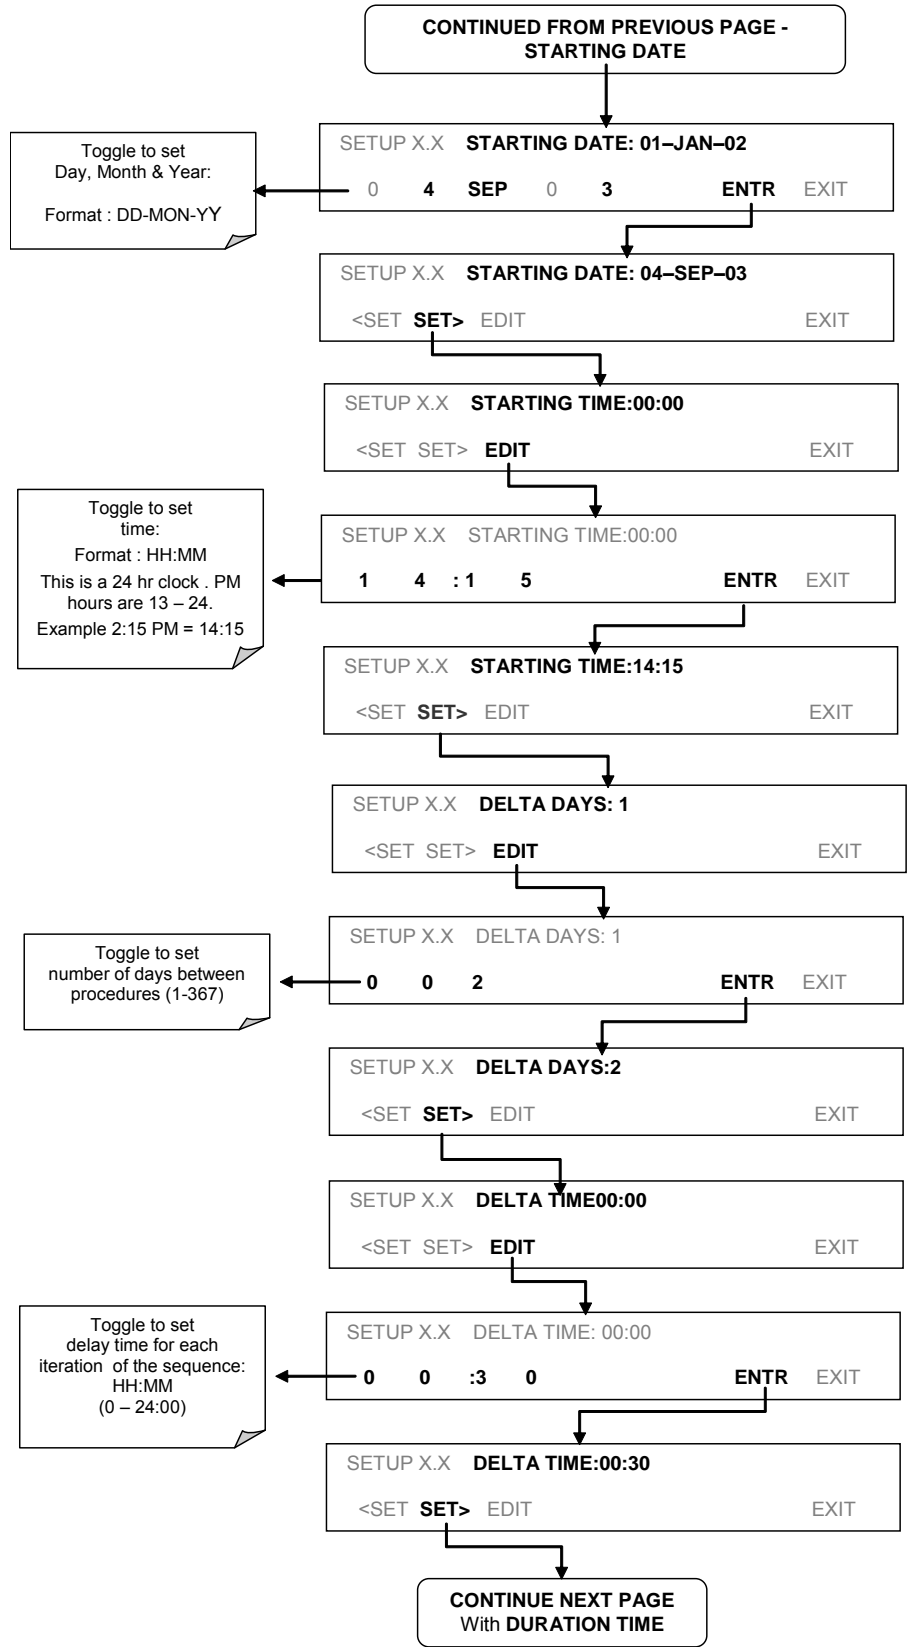 CONTINUED FROM PREVIOUS PAGE -
STARTING DATE
SETUP X.X STARTING DATE: 01–JAN–02
0 4 SEP 0 3 ENTR EXIT
Toggle to set
Day, Month & Year:
Format : DD-MON-YY
SETUP X.X STARTING DATE: 04–SEP–03
<SET SET> EDIT EXIT
SETUP X.X STARTING TIME:00:00
<SET SET> EDIT EXIT
SETUP X.X STARTING TIME:00:00
1 4 : 1 5 ENTR EXIT
Toggle to set
time:
Format : HH:MM
This is a 24 hr clock . PM
hours are 13 – 24.
Example 2:15 PM = 14:15
SETUP X.X STARTING TIME:14:15
<SET SET> EDIT EXIT
SETUP X.X DELTA DAYS: 1
<SET SET> EDIT EXIT
SETUP X.X DELTA DAYS: 1
0 0 2 ENTR EXIT
Toggle to set
number of days between
procedures (1-367)
SETUP X.X DELTA DAYS:2
<SET SET> EDIT EXIT
SETUP X.X DELTA TIME00:00
<SET SET> EDIT EXIT
SETUP X.X DELTA TIME: 00:00
0 0 :3 0 ENTR EXIT
Toggle to set
delay time for each
iteration of the sequence:
HH:MM
(0 – 24:00)
SETUP X.X DELTA TIME:00:30
<SET SET> EDIT EXIT
CONTINUE NEXT PAGE
With DURATION TIME